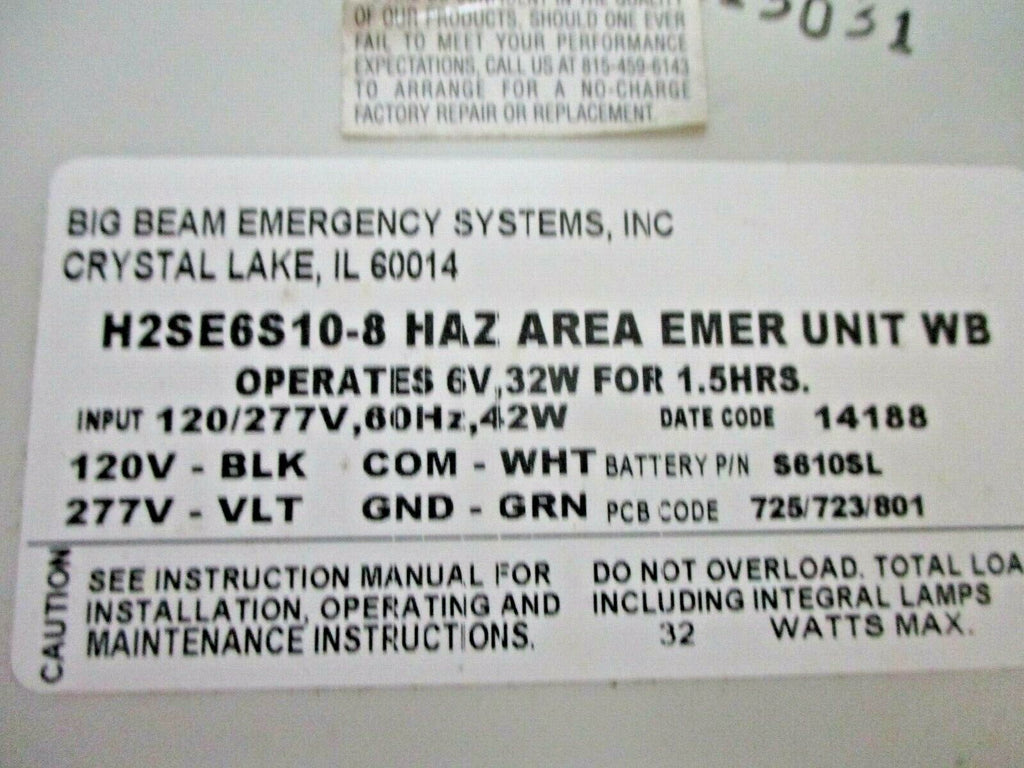 OF OUR PRODUCTS. SHOULD ONE EVER
FAIL TO MEET YOUR PERFORMANCE
EXPECTATIONS, CALL US AT 815-459-6143
TO ARRANGE FOR A NO-CHARGE
FACTORY REPAIR OR REPLACEMENT.
3031
BIG BEAM EMERGENCY SYSTEMS, INC
CRYSTAL LAKE, IL 60014
H2SE6S10-8 HAZ AREA EMER UNIT WB
OPERATES 6V,32W FOR 1.5HRS.
INPUT 120/277V,60Hz,42W DATE CODE 14188
120V - BLK COM - WHT BATTERY P/N S610SL
277V - VLT GND - GRN PCB CODE 725/723/801
CAUTION
SEE INSTRUCTION MANUAL FOR
INSTALLATION, OPERATING AND
MAINTENANCE INSTRUCTIONS.
DO NOT OVERLOAD. TOTAL LOA
INCLUDING INTEGRAL LAMPS
32 WATTS MAX.